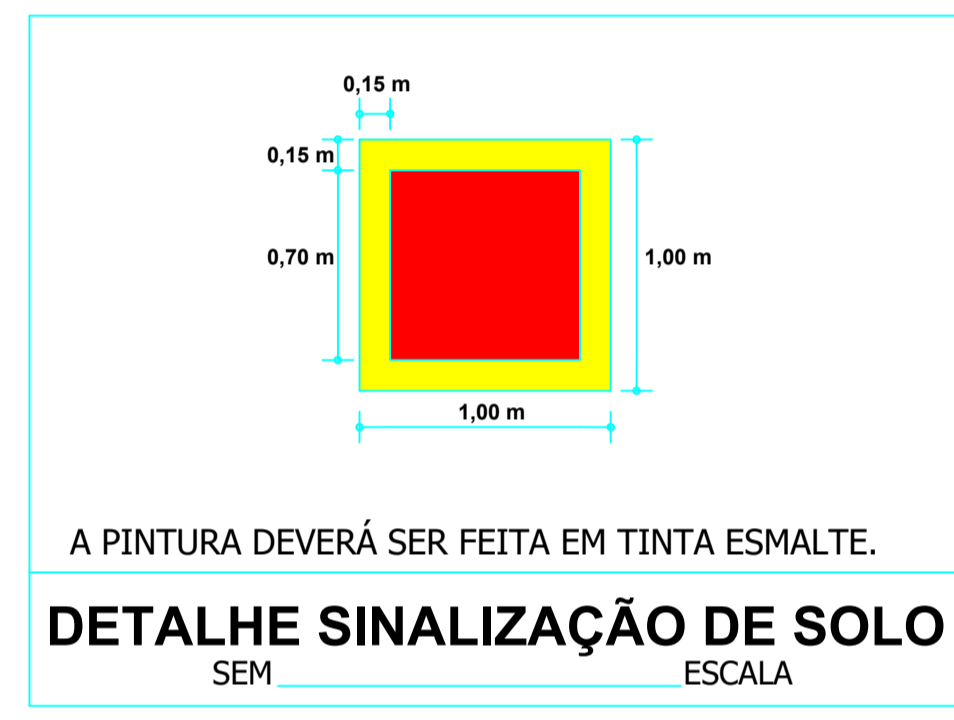 0,15 m
0,15 m
0,70 m
1,00 m
1,00 m
A PINTURA DEVERÁ SER FEITA EM TINTA ESMALTE.
DETALHE SINALIZAÇÃO DE SOLO
SEM ESCALA